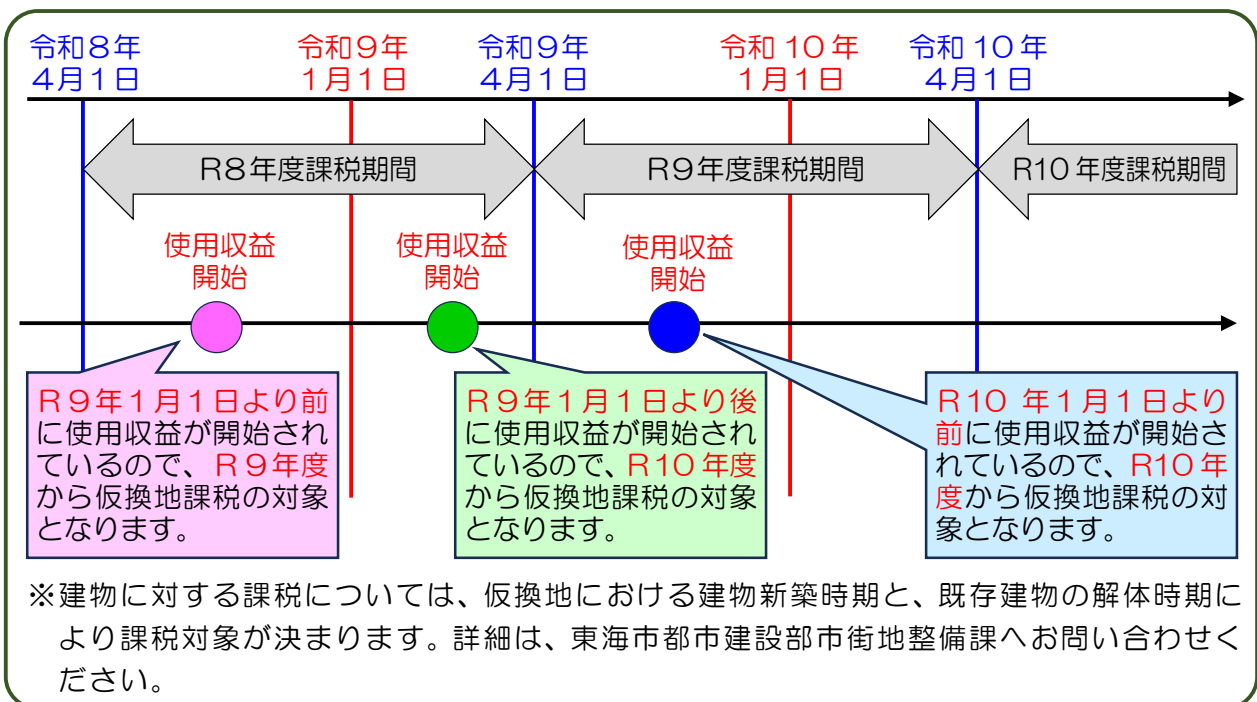 令和８年
４月１日
令和９年
１月１日
令和９年
４月１日
令和 10 年
１月１日
令和 10 年
４月１日
R８年度課税期間
R９年度課税期間
R10 年度課税期間
使用収益
開始
使用収益
開始
使用収益
開始
R９年１月１日より前
に使用収益が開始され
ているので、R９年度
から仮換地課税の対象
となります。
R９年１月１日より後
に使用収益が開始され
ているので、R10 年度
から仮換地課税の対象
となります。
R10 年１月１日より
前に使用収益が開始さ
れているので、R10 年
度から仮換地課税の対
象となります。
※建物に対する課税については、仮換地における建物新築時期と、既存建物の解体時期に
より課税対象が決まります。詳細は、東海市都市建設部市街地整備課へお問い合わせく
ださい。